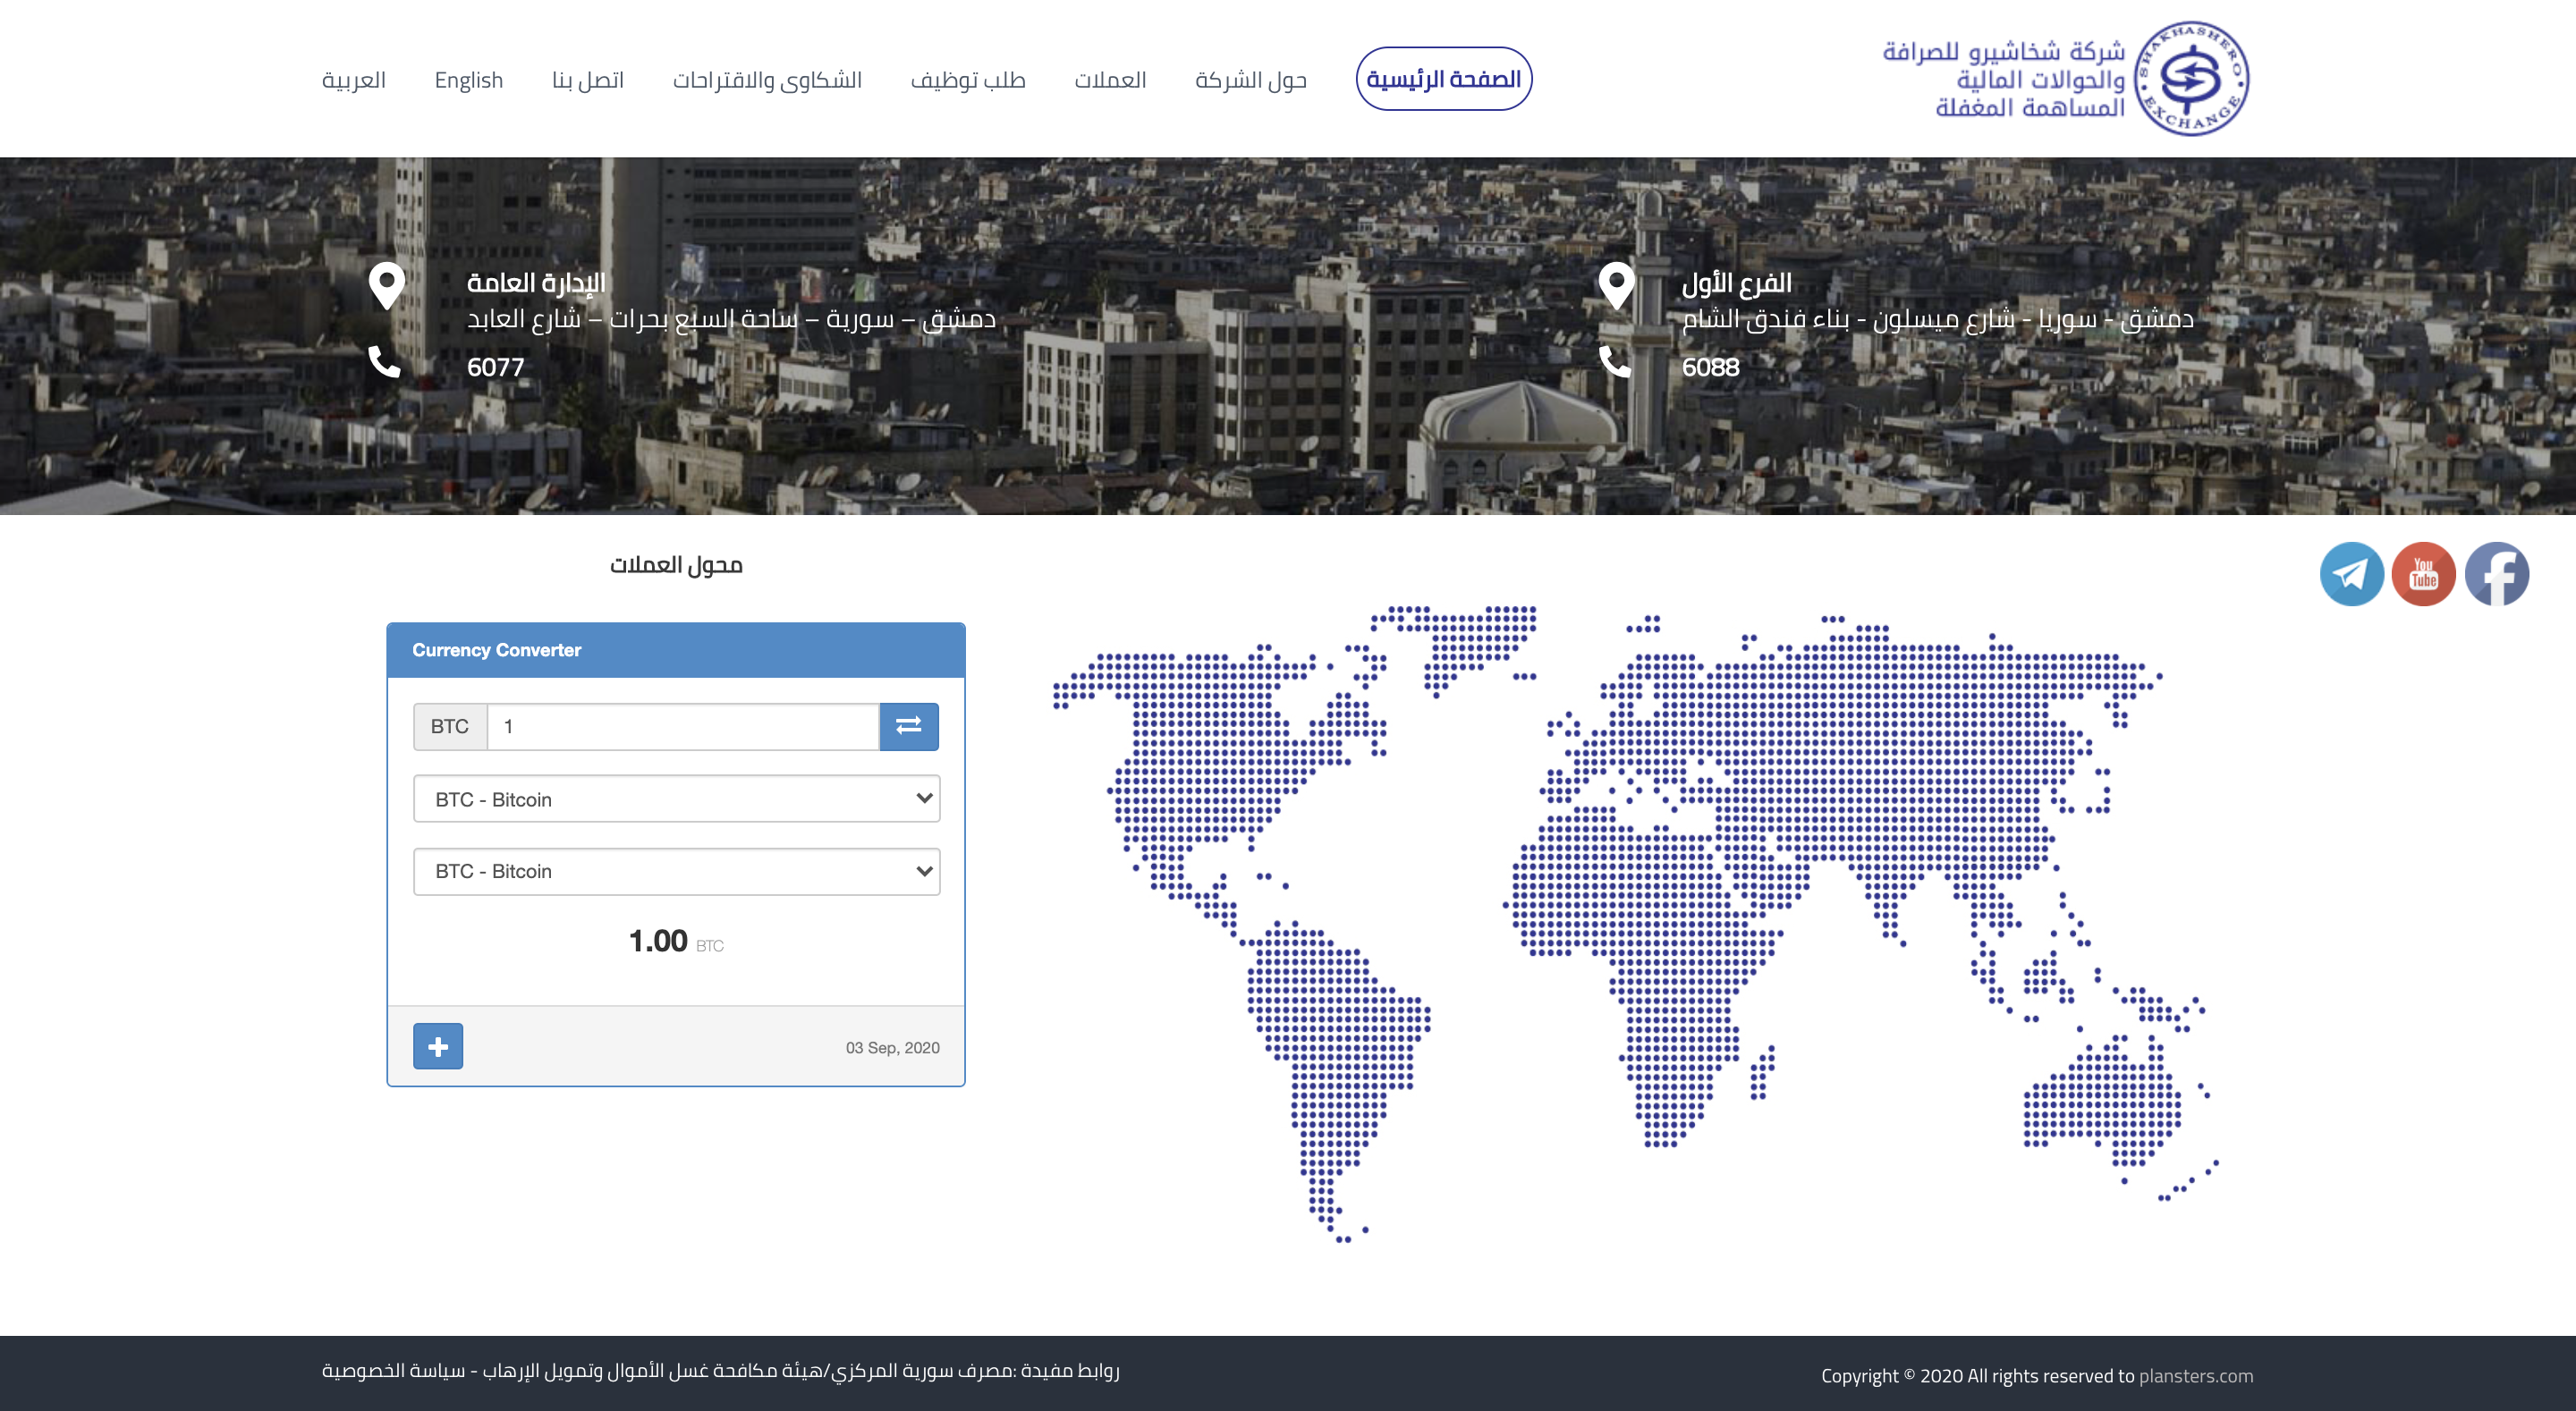 شركة شخاشيرو للصرافة
والحوالات المالية
المساهمة المغفلة
SHAKHASHERO
EXCHANGE
الصفحة الرئيسية
حول الشركة
العملات
طلب توظيف
الشكاوى والاقتراحات
اتصل بنا
English
العربية
الفرع الأول
دمشق - سوريا - شارع ميسلون - بناء فندق الشام
6088
الإدارة العامة
دمشق – سورية – ساحة السبع بحرات – شارع العابد
6077
You
Tube
محول العملات
Currency Converter
BTC 1
BTC - Bitcoin
BTC - Bitcoin
1.00 BTC
03 Sep, 2020
Copyright © 2020 All rights reserved to plansters.com
روابط مفيدة :مصرف سورية المركزي/هيئة مكافحة غسل الأموال وتمويل الإرهاب - سياسة الخصوصية